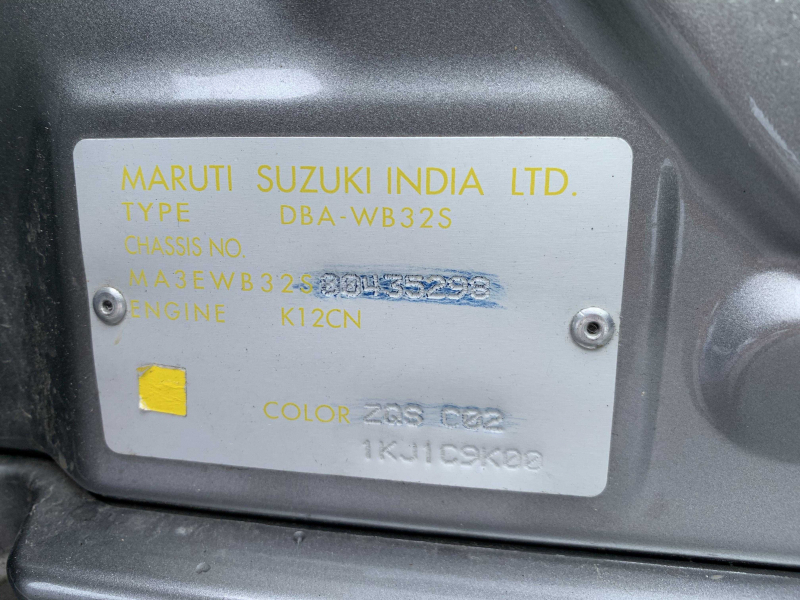 MARUTI SUZUKI INDIA LTD.
TYPE DBA-WB32S
CHASSIS NO.
MA3EWB32S00435298
ENGINE K12CN
COLOR ZQS C02
1KJ1C9K00